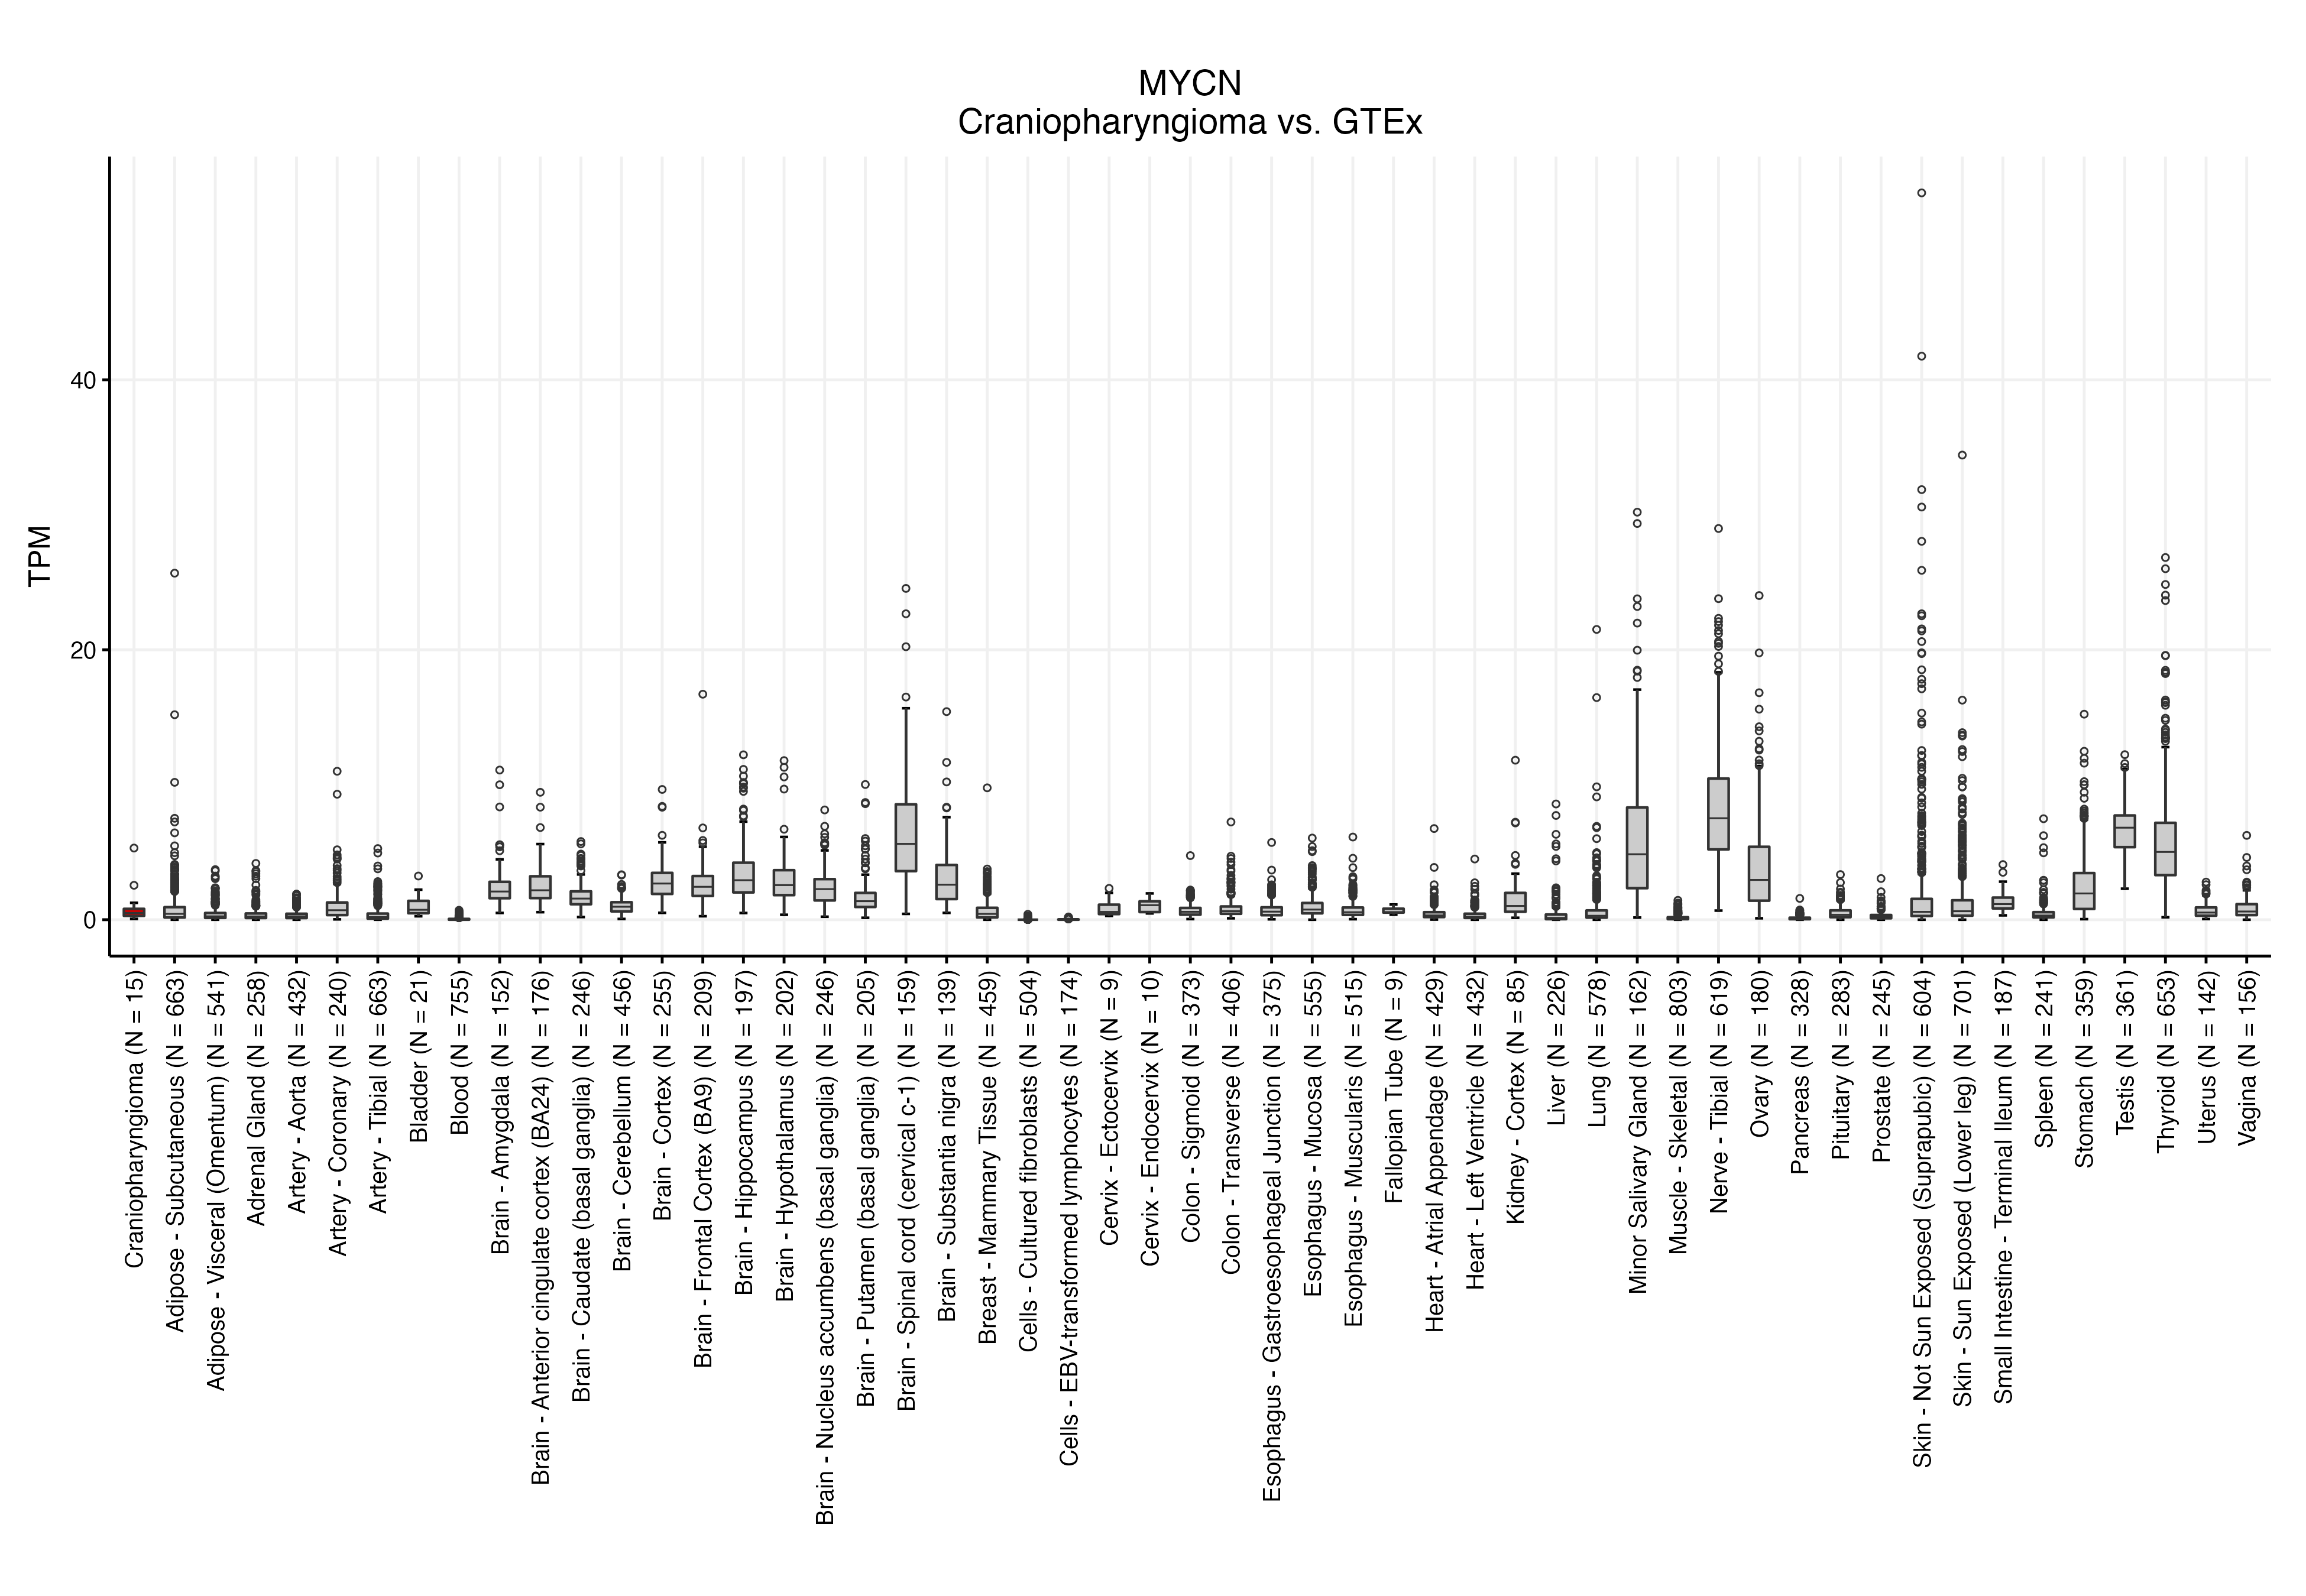 MYCN
Craniopharyngioma vs. GTEx
TPM
40
20
0
Craniopharyngioma (N = 15)
Adipose - Subcutaneous (N = 663)
Adipose - Visceral (Omentum) (N = 541)
Adrenal Gland (N = 258)
Artery - Aorta (N = 432)
Artery - Coronary (N = 240)
Artery - Tibial (N = 663)
Bladder (N = 21)
Blood (N = 755)
Brain - Amygdala (N = 152)
Brain - Anterior cingulate cortex (BA24) (N = 176)
Brain - Caudate (basal ganglia) (N = 246)
Brain - Cerebellum (N = 456)
Brain - Cortex (N = 255)
Brain - Frontal Cortex (BA9) (N = 209)
Brain - Hippocampus (N = 197)
Brain - Hypothalamus (N = 202)
Brain - Nucleus accumbens (basal ganglia) (N = 246)
Brain - Putamen (basal ganglia) (N = 205)
Brain - Spinal cord (cervical c-1) (N = 159)
Brain - Substantia nigra (N = 139)
Breast - Mammary Tissue (N = 459)
Cells - Cultured fibroblasts (N = 504)
Cells - EBV-transformed lymphocytes (N = 174)
Cervix - Ectocervix (N = 9)
Cervix - Endocervix (N = 10)
Colon - Sigmoid (N = 373)
Colon - Transverse (N = 406)
Esophagus - Gastroesophageal Junction (N = 375)
Esophagus - Mucosa (N = 555)
Esophagus - Muscularis (N = 515)
Fallopian Tube (N = 9)
Heart - Atrial Appendage (N = 429)
Heart - Left Ventricle (N = 432)
Kidney - Cortex (N = 85)
Liver (N = 226)
Lung (N = 578)
Minor Salivary Gland (N = 162)
Muscle - Skeletal (N = 803)
Nerve - Tibial (N = 619)
Ovary (N = 180)
Pancreas (N = 328)
Pituitary (N = 283)
Prostate (N = 245)
Skin - Not Sun Exposed (Suprapubic) (N = 604)
Skin - Sun Exposed (Lower leg) (N = 701)
Small Intestine - Terminal Ileum (N = 187)
Spleen (N = 241)
Stomach (N = 359)
Testis (N = 361)
Thyroid (N = 653)
Uterus (N = 142)
Vagina (N = 156)